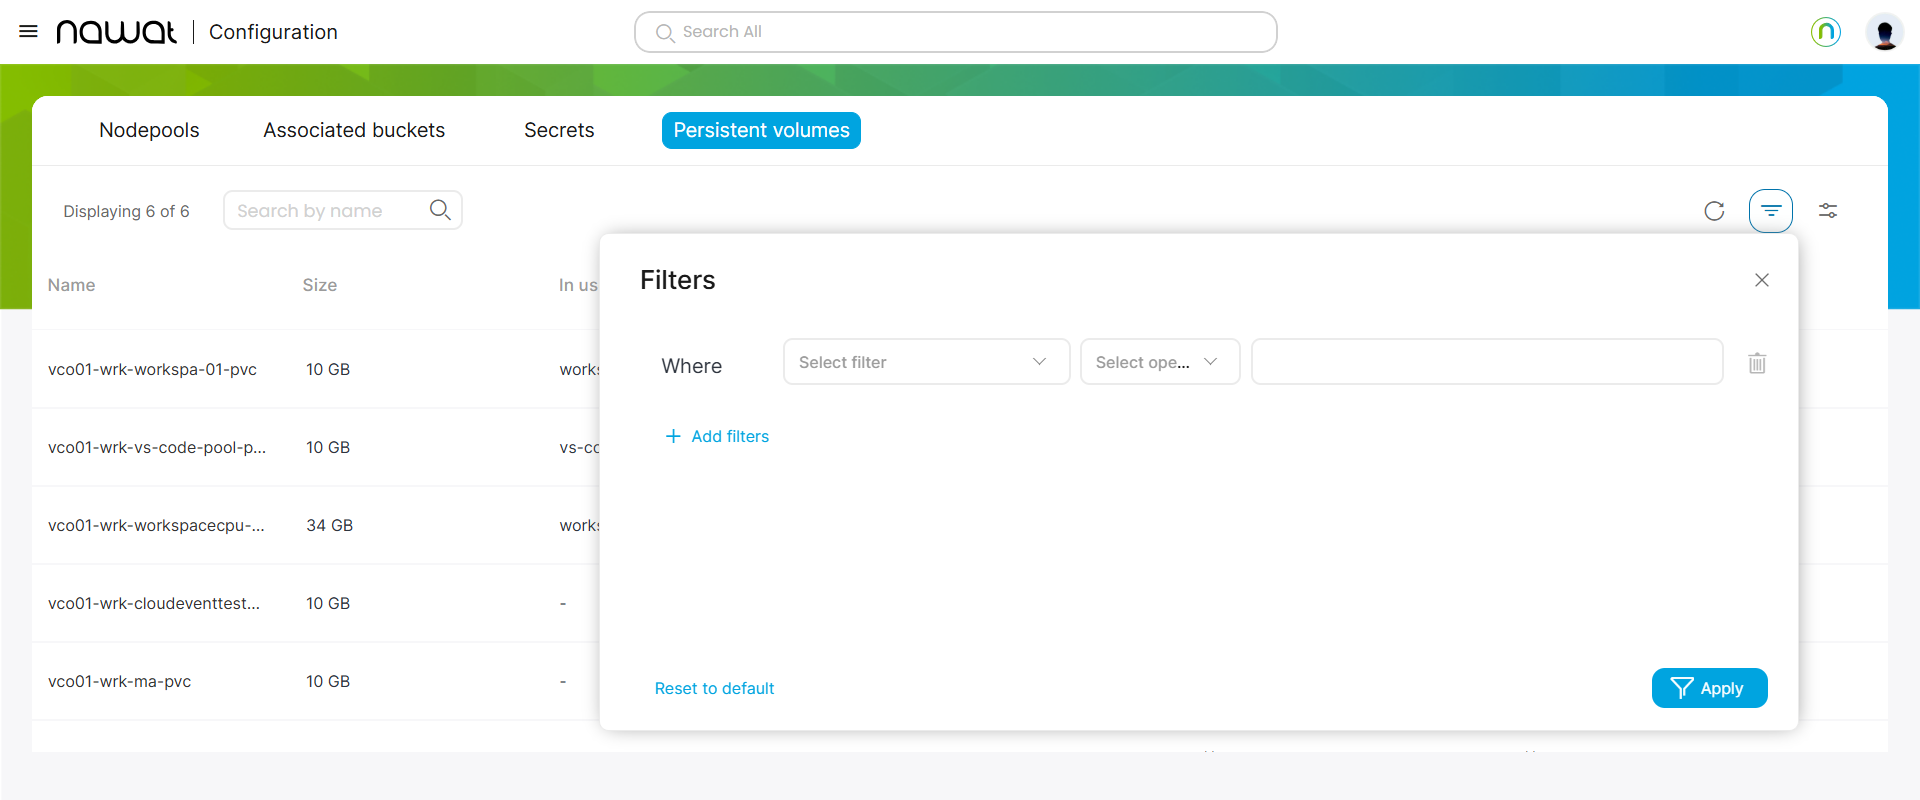 nawat
Configuration
Search All
n
Nodepools
Associated buckets
Secrets
Persistent volumes
Displaying 6 of 6
Search by name
Name
Size
In us
Filters
Where
Select filter
Select ope...
Add filters
vco01-wrk-workspa-01-pvc
10 GB
works
vco01-wrk-vs-code-pool-p...
10 GB
vs-co
vco01-wrk-workspacecpu-...
34 GB
works
vco01-wrk-cloudeventtest...
10 GB
-
vco01-wrk-ma-pvc
10 GB
-
Reset to default
Apply